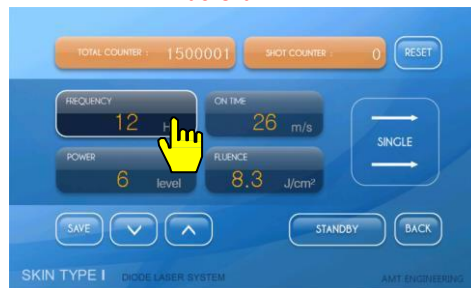 TOTAL COUNTER : 1500001 SHOT COUNTER : 0 RESET
FREQUENCY ON TIME
12 26 m/s
SINGLE
POWER FLUENCE
6 level 8.3 J/cm²
SAVE STANDBY BACK
SKIN TYPE I DIODE LASER SYSTEM AMT ENGINEERING